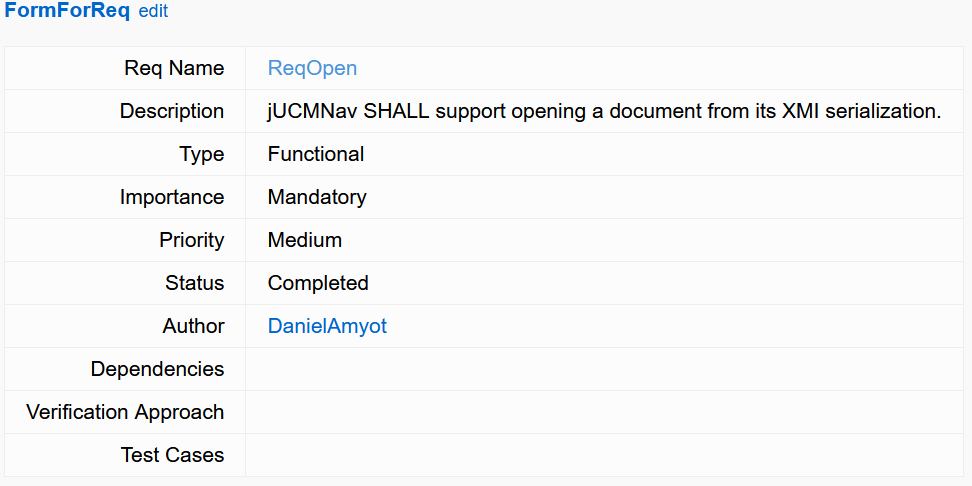 FormForReq edit
Req Name ReqOpen
Description jUCMNav SHALL support opening a document from its XMI serialization.
Type Functional
Importance Mandatory
Priority Medium
Status Completed
Author DanielAmyot
Dependencies
Verification Approach
Test Cases